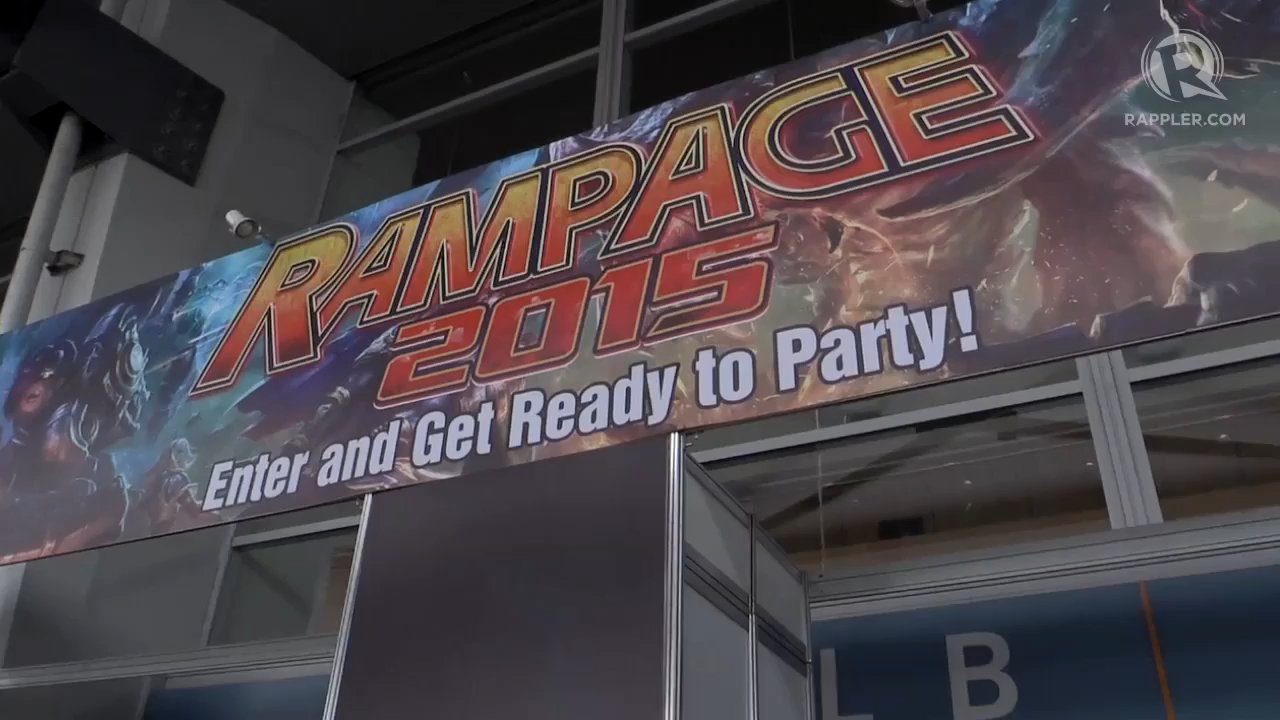 R
RAPPLER.COM
RAMPAGE
2015
Enter and Get Ready to Party!
L B